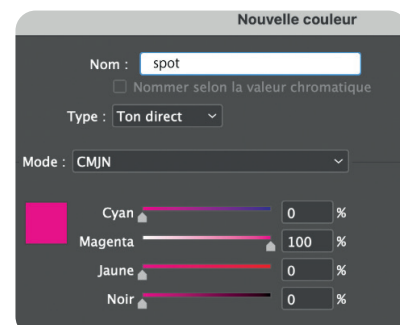 Nouvelle couleur
Nom : spot
Nommer selon la valeur chromatique
Type : Ton direct
Mode : CMJN
Cyan 0 %
Magenta 100 %
Jaune 0 %
Noir 0 %